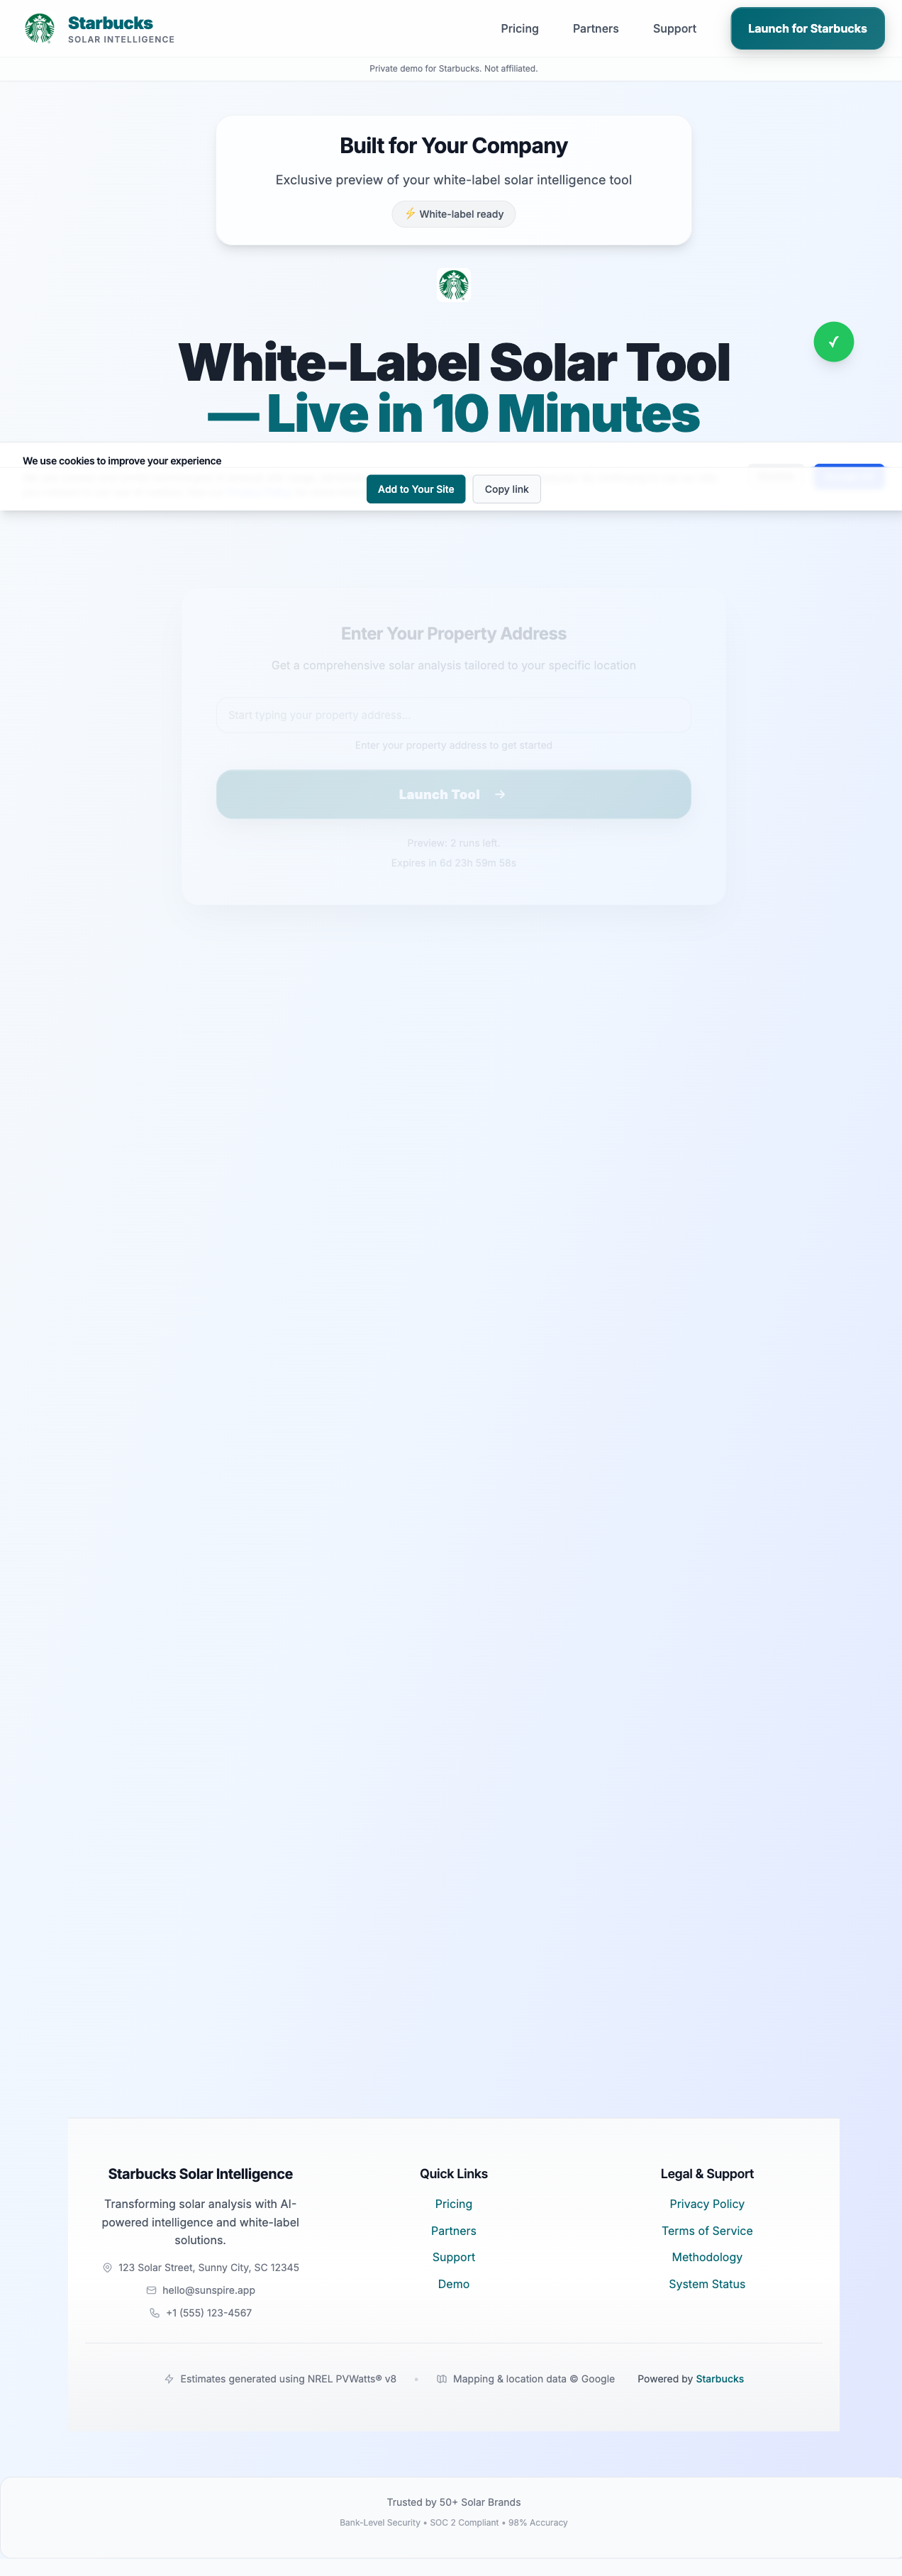 Starbucks
SOLAR INTELLIGENCE
Pricing
Partners
Support
Launch for Starbucks
Private demo for Starbucks. Not affiliated.
Built for Your Company
Exclusive preview of your white-label solar intelligence tool
⚡ White-label ready
White-Label Solar Tool
— Live in 10 Minutes
✓
We use cookies to improve your experience
Add to Your Site
Copy link
Enter Your Property Address
Get a comprehensive solar analysis tailored to your specific location
Start typing your property address...
Enter your property address to get started
Launch Tool →
Preview: 2 runs left.
Expires in 6d 23h 59m 58s
Starbucks Solar Intelligence
Transforming solar analysis with AI-
powered intelligence and white-label
solutions.
123 Solar Street, Sunny City, SC 12345
hello@sunspire.app
+1 (555) 123-4567
Quick Links
Pricing
Partners
Support
Demo
Legal & Support
Privacy Policy
Terms of Service
Methodology
System Status
Estimates generated using NREL PVWatts® v8
•
Mapping & location data © Google
Powered by Starbucks
Trusted by 50+ Solar Brands
Bank-Level Security • SOC 2 Compliant • 98% Accuracy